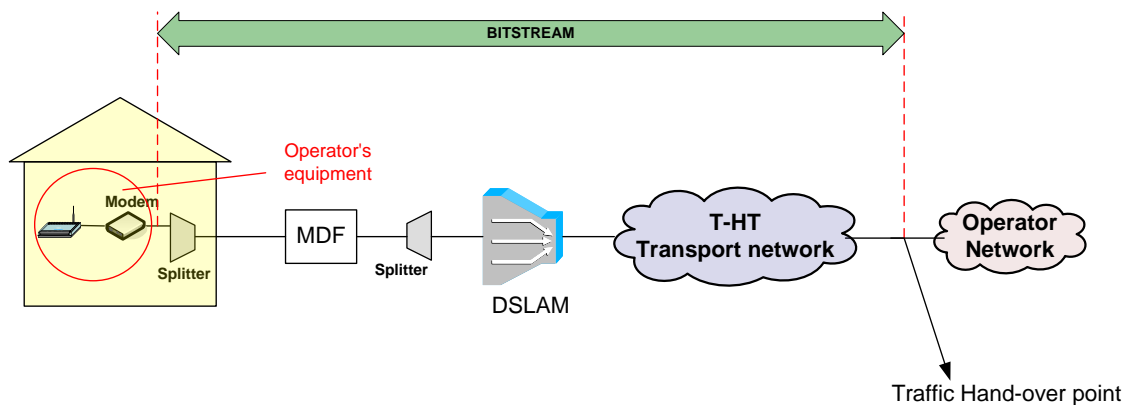 BITSTREAM
Operator's
equipment
Modem
Splitter
MDF
Splitter
DSLAM
T-HT
Transport network
Operator
Network
Traffic Hand-over point